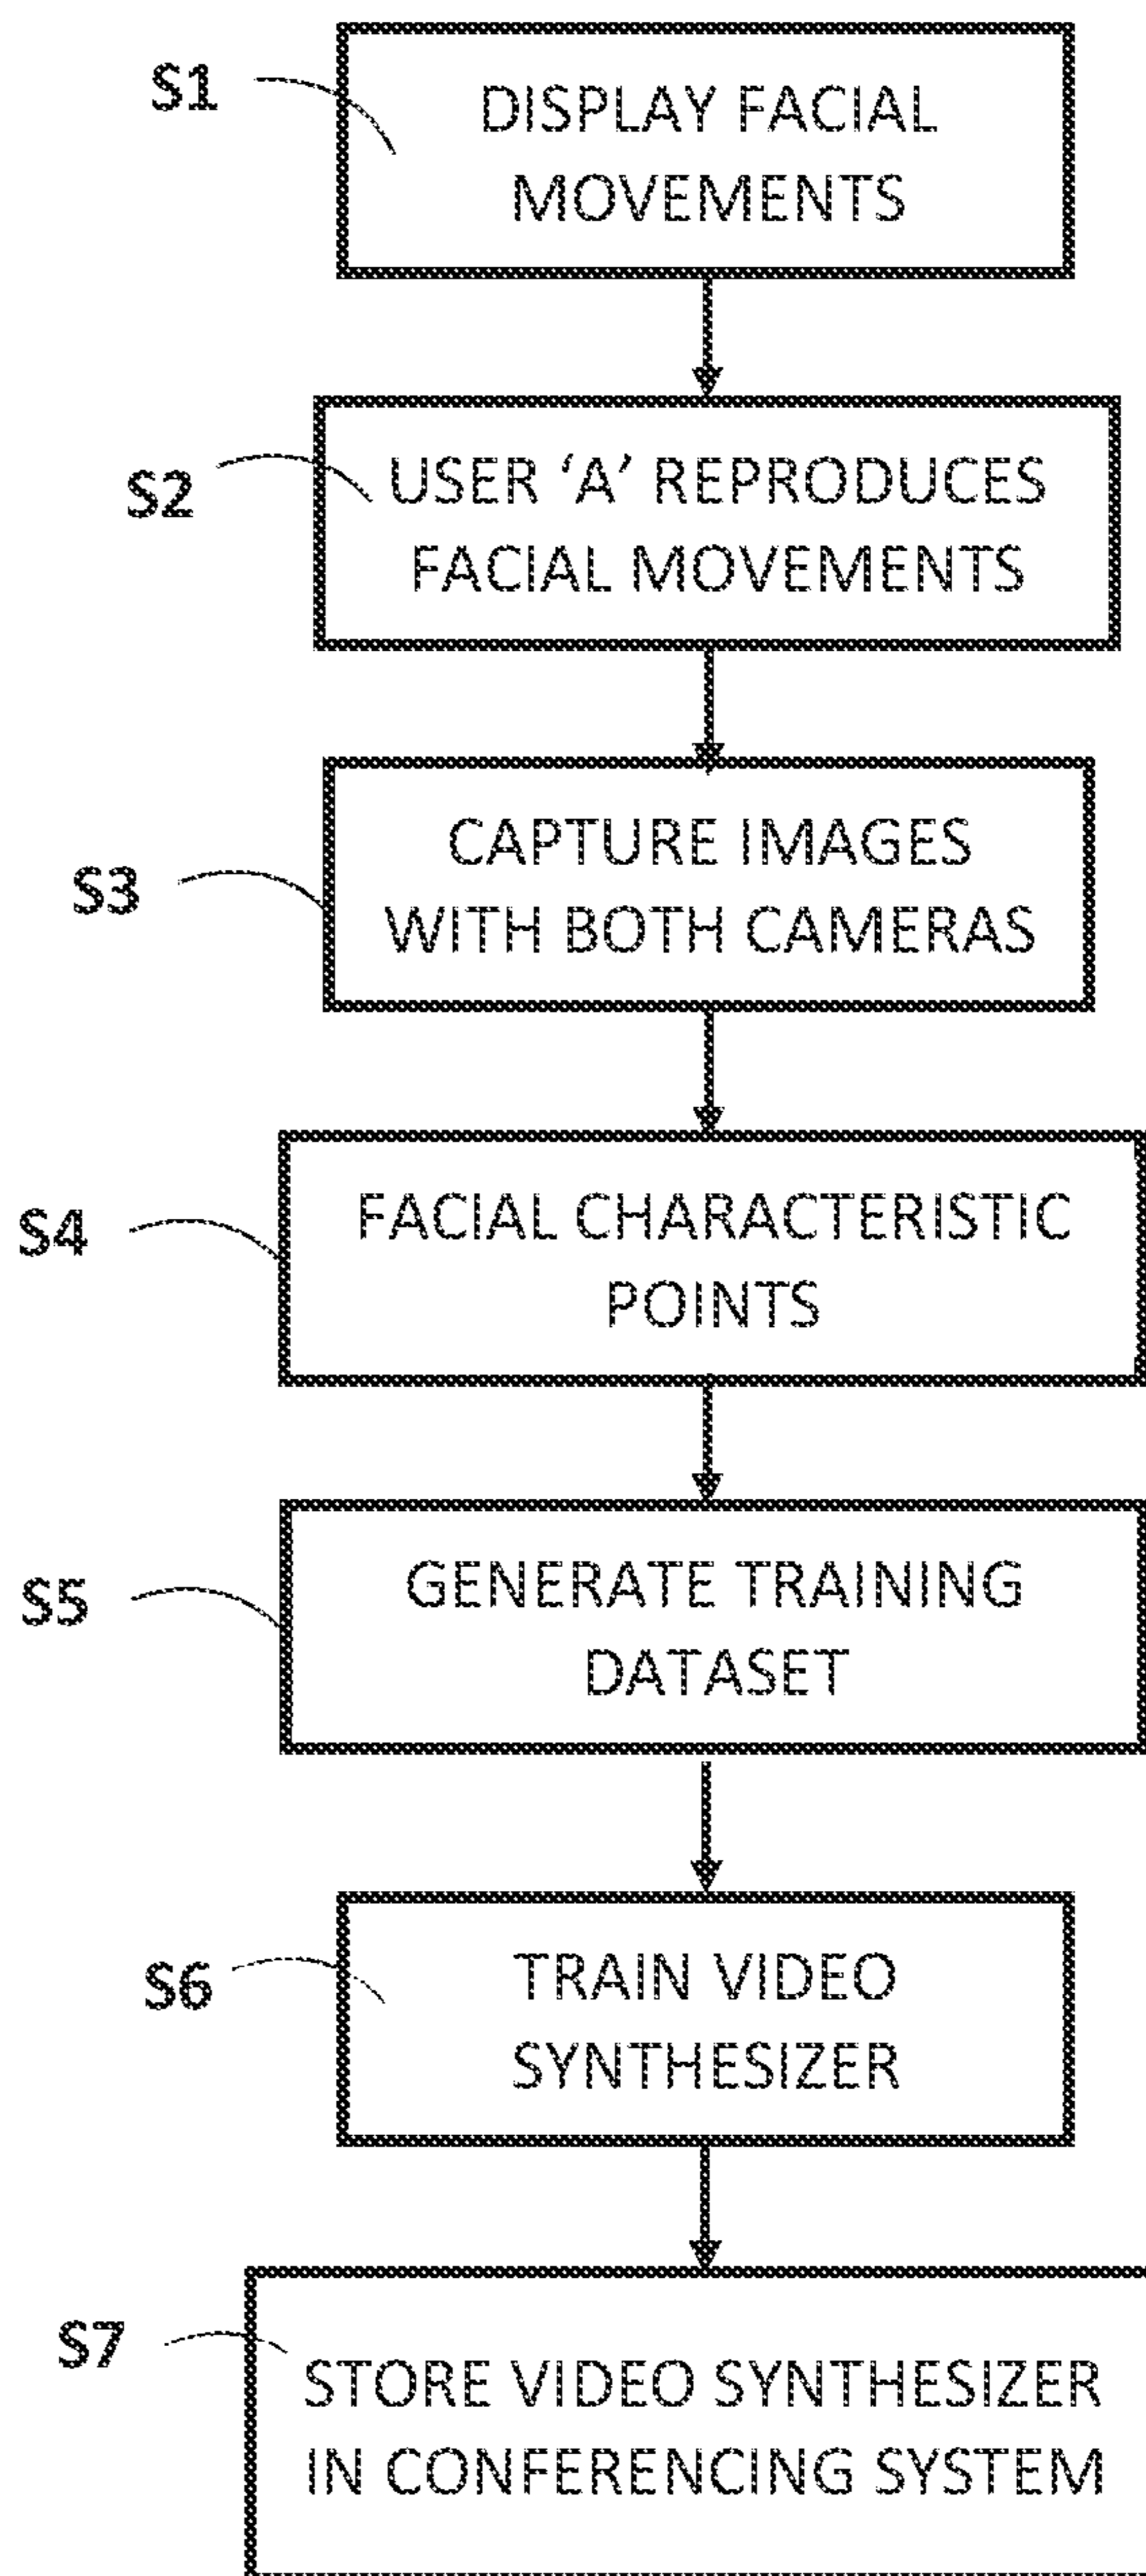 S1
DISPLAY FACIAL
MOVEMENTS
S2
USER ‘A’ REPRODUCES
FACIAL MOVEMENTS
S3
CAPTURE IMAGES
WITH BOTH CAMERAS
S4
FACIAL CHARACTERISTIC
POINTS
S5
GENERATE TRAINING
DATASET
S6
TRAIN VIDEO
SYNTHESIZER
S7
STORE VIDEO SYNTHESIZER
IN CONFERENCING SYSTEM